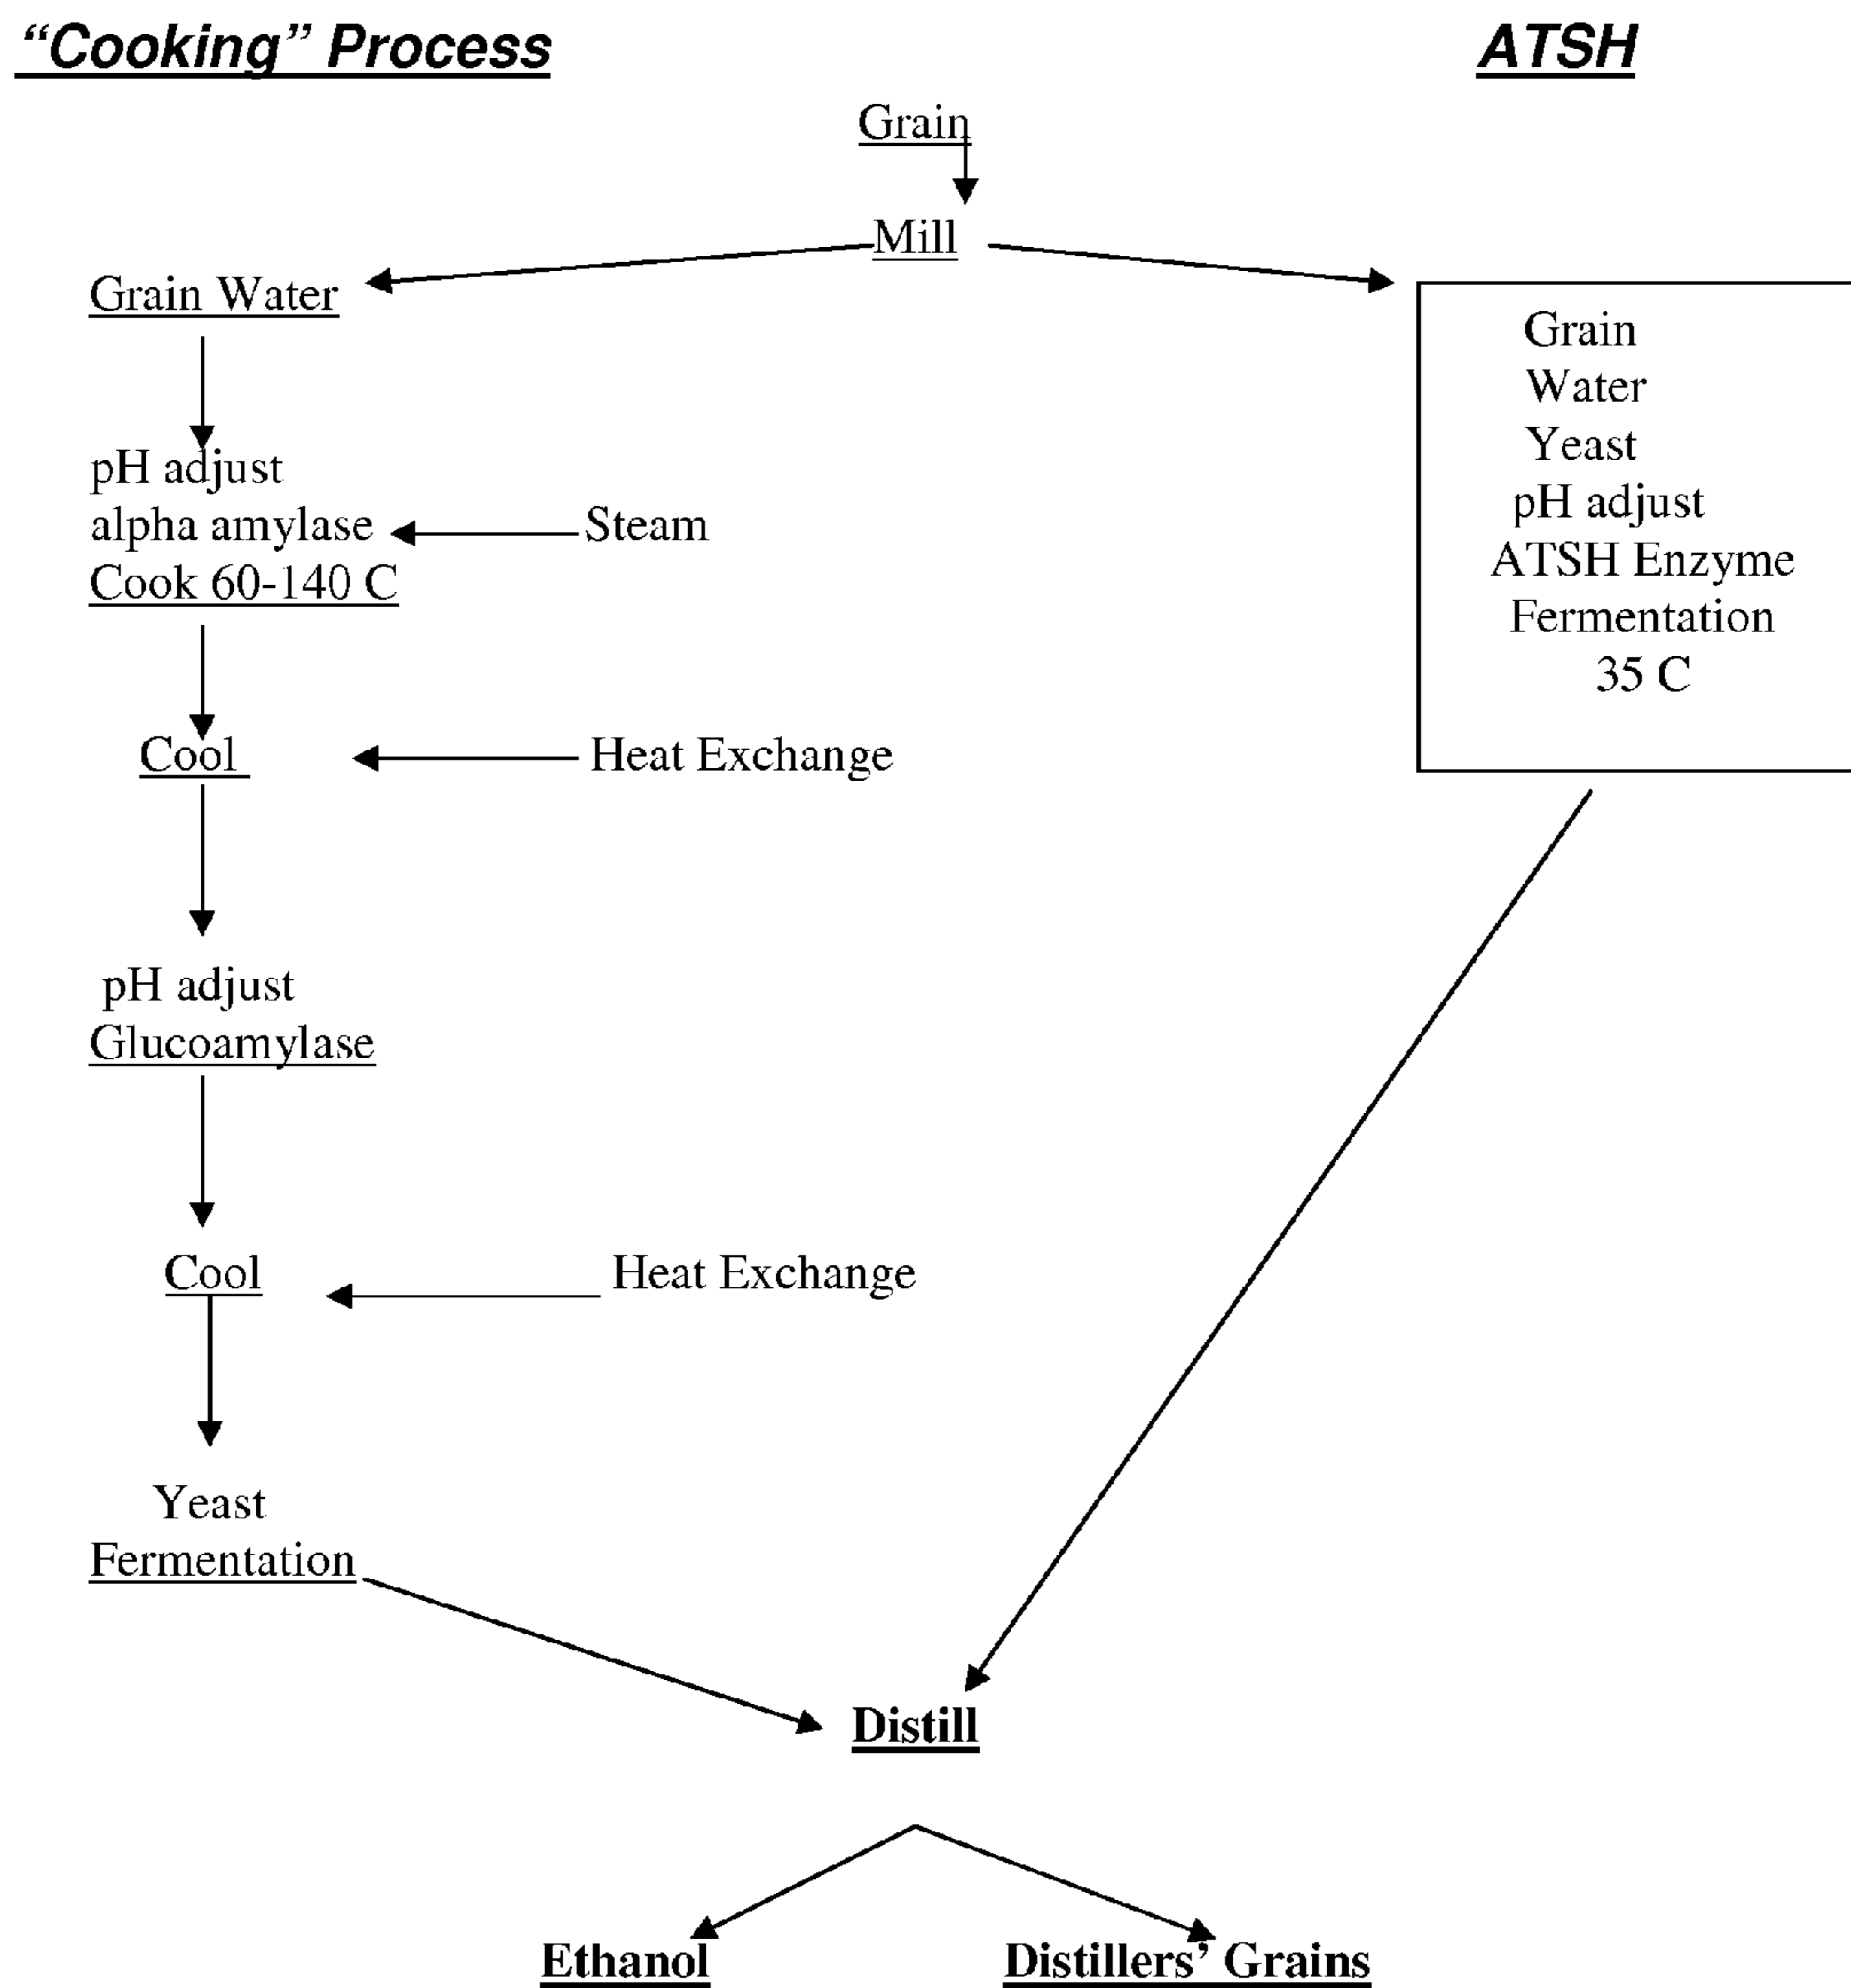 “Cooking” Process
ATSH
Grain
Mill
Grain Water
pH adjust
alpha amylase
Cook 60-140 C
Steam
Cool
Heat Exchange
pH adjust
Glucoamylase
Cool
Heat Exchange
Yeast
Fermentation
Grain
Water
Yeast
pH adjust
ATSH Enzyme
Fermentation
35 C
Distill
Ethanol
Distillers’ Grains